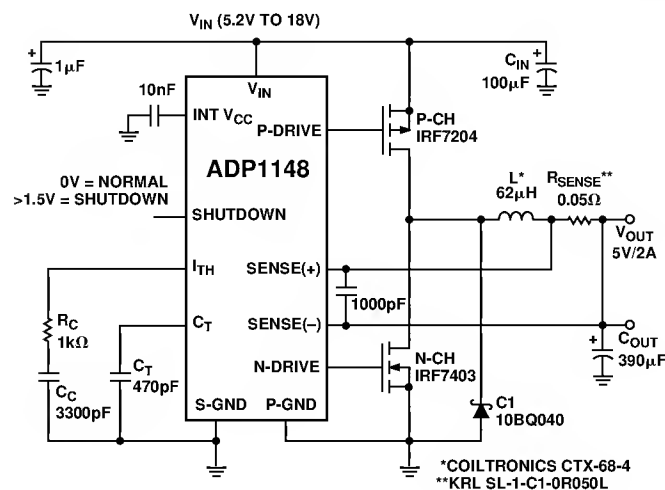 VIN (5.2V TO 18V)
1µF
CIN
100µF
10nF
VIN
INT VCC
P-DRIVE
P-CH
IRF7204
ADP1148
0V = NORMAL
>1.5V = SHUTDOWN
SHUTDOWN
L*
62µH
RSENSE**
0.05Ω
VOUT
5V/2A
ITH
SENSE(+)
1000pF
RC
1kΩ
CT
SENSE(–)
COUT
390µF
CT
470pF
N-DRIVE
N-CH
IRF7403
CC
3300pF
S-GND
P-GND
C1
10BQ040
*COILTRONICS CTX-68-4
**KRL SL-1-C1-0R050L